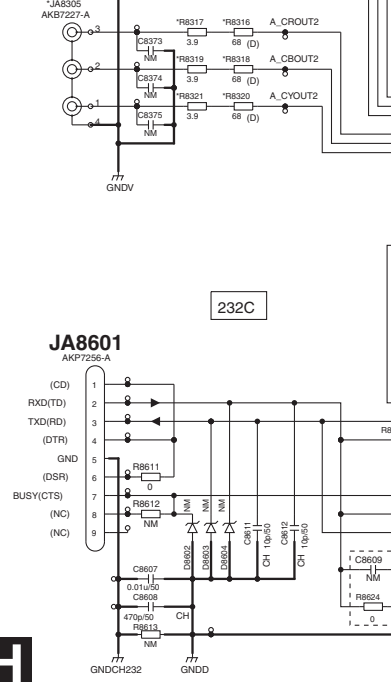 *JA8305
AKB7227-A
3
*R8317
3.9
*R8316
68 (D)
A_CROUT2
C8373
NM
2
*R8319
3.9
*R8318
68 (D)
A_CBOUT2
C8374
NM
1
*R8321
3.9
*R8320
68 (D)
A_CYOUT2
C8375
NM
4
GNDV
232C
JA8601
AKP7256-A
(CD) 1
RXD(TD) 2
TXD(RD) 3
(DTR) 4
GND 5
(DSR) 6
BUSY(CTS) 7
(NC) 8
(NC) 9
R8611
0
R8612
NM
NM
NM
NM
D8602
D8603
D8604
C8611
CH 10p/50
C8612
CH 10p/50
R8
C8609
NM
R8624
0
C8607
0.01u/50
C8608
470p/50
CH
R8613
NM
GNDCH232
GNDD